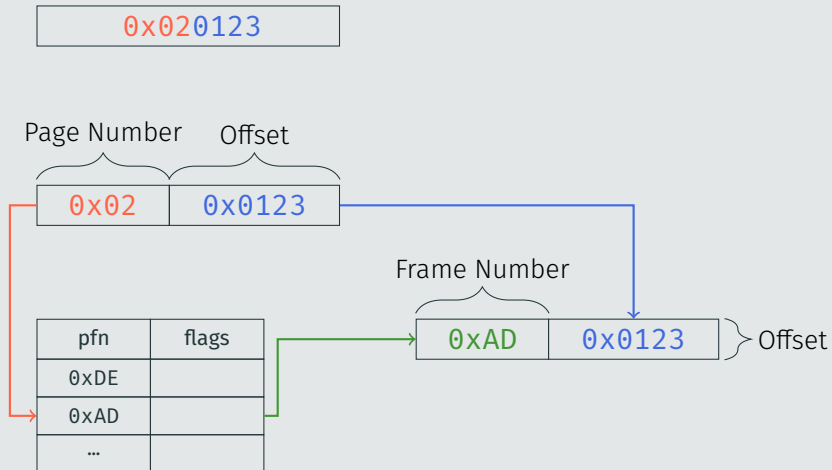 0x020123
Page Number Offset
0x02 0x0123
Frame Number
0xAD 0x0123 Offset
pfn flags
0xDE
0xAD
…